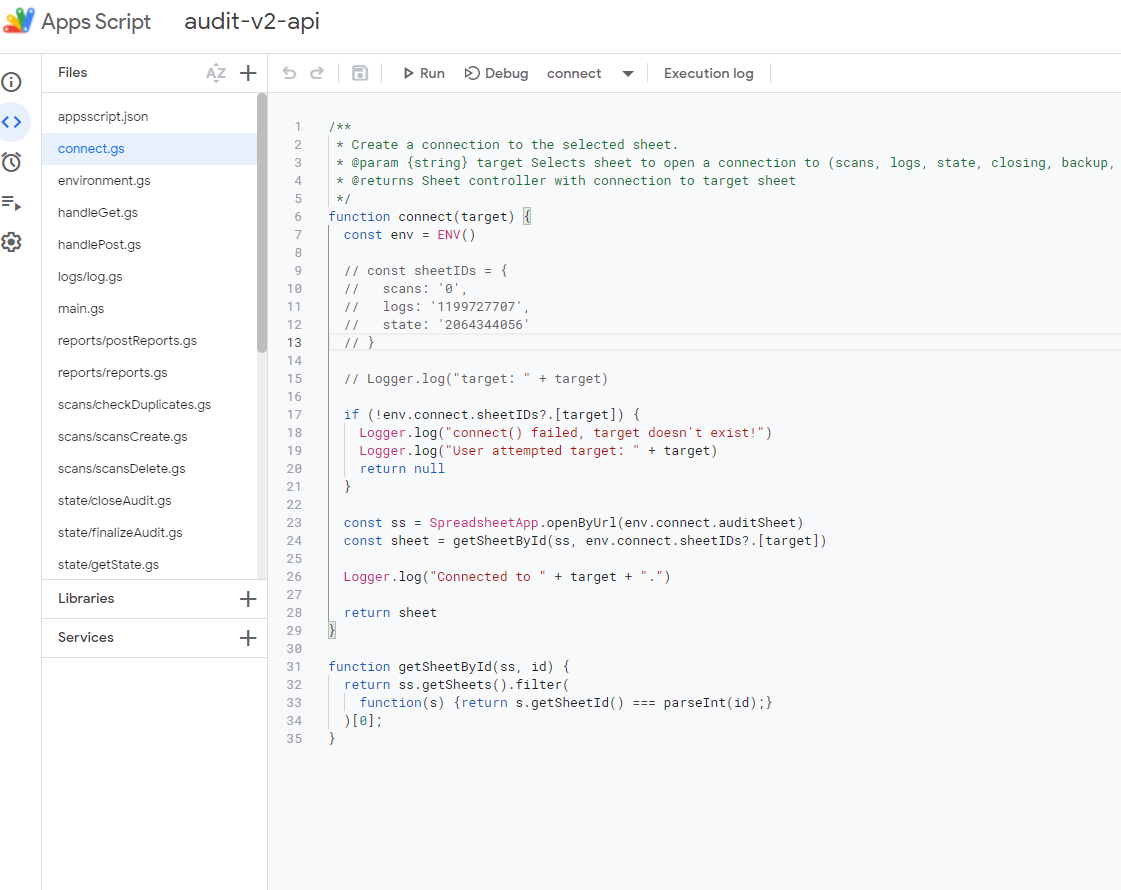 Apps Script audit-v2-api
Files
AZ
Run Debug connect Execution log
appsscript.json
connect.gs
environment.gs
handleGet.gs
handlePost.gs
logs/log.gs
main.gs
reports/postReports.gs
reports/reports.gs
scans/checkDuplicates.gs
scans/scansCreate.gs
scans/scansDelete.gs
state/closeAudit.gs
state/finalizeAudit.gs
state/getState.gs
Libraries
Services
1 /**
2 * Create a connection to the selected sheet.
3 * @param {string} target Selects sheet to open a connection to (scans, logs, state, closing, backup,
4 * @returns Sheet controller with connection to target sheet
5 */
6 function connect(target) {
7 const env = ENV()
8
9 // const sheetIDs = {
10 // scans: '0',
11 // logs: '1199727707',
12 // state: '2064344056'
13 // }
14
15 // Logger.log("target: " + target)
16
17 if (!env.connect.sheetIDs?.[target]) {
18 Logger.log("connect() failed, target doesn't exist!")
19 Logger.log("User attempted target: " + target)
20 return null
21 }
22
23 const ss = SpreadsheetApp.openByUrl(env.connect.auditSheet)
24 const sheet = getSheetById(ss, env.connect.sheetIDs?.[target])
25
26 Logger.log("Connected to " + target + ".")
27
28 return sheet
29 }
30
31 function getSheetById(ss, id) {
32 return ss.getSheets().filter(
33 function(s) {return s.getSheetId() === parseInt(id);}
34 )[0];
35 }